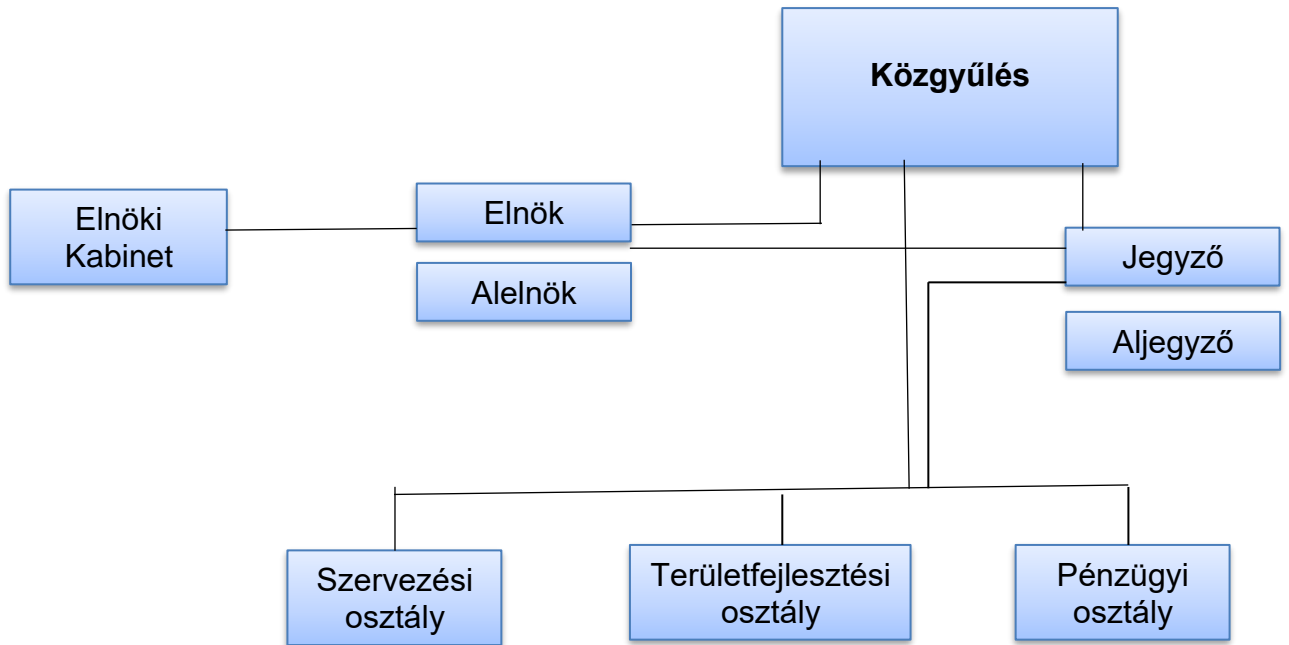 Közgyűlés
Elnöki
Kabinet
Elnök
Alelnök
Jegyző
Aljegyző
Szervezési
osztály
Területfejlesztési
osztály
Pénzügyi
osztály